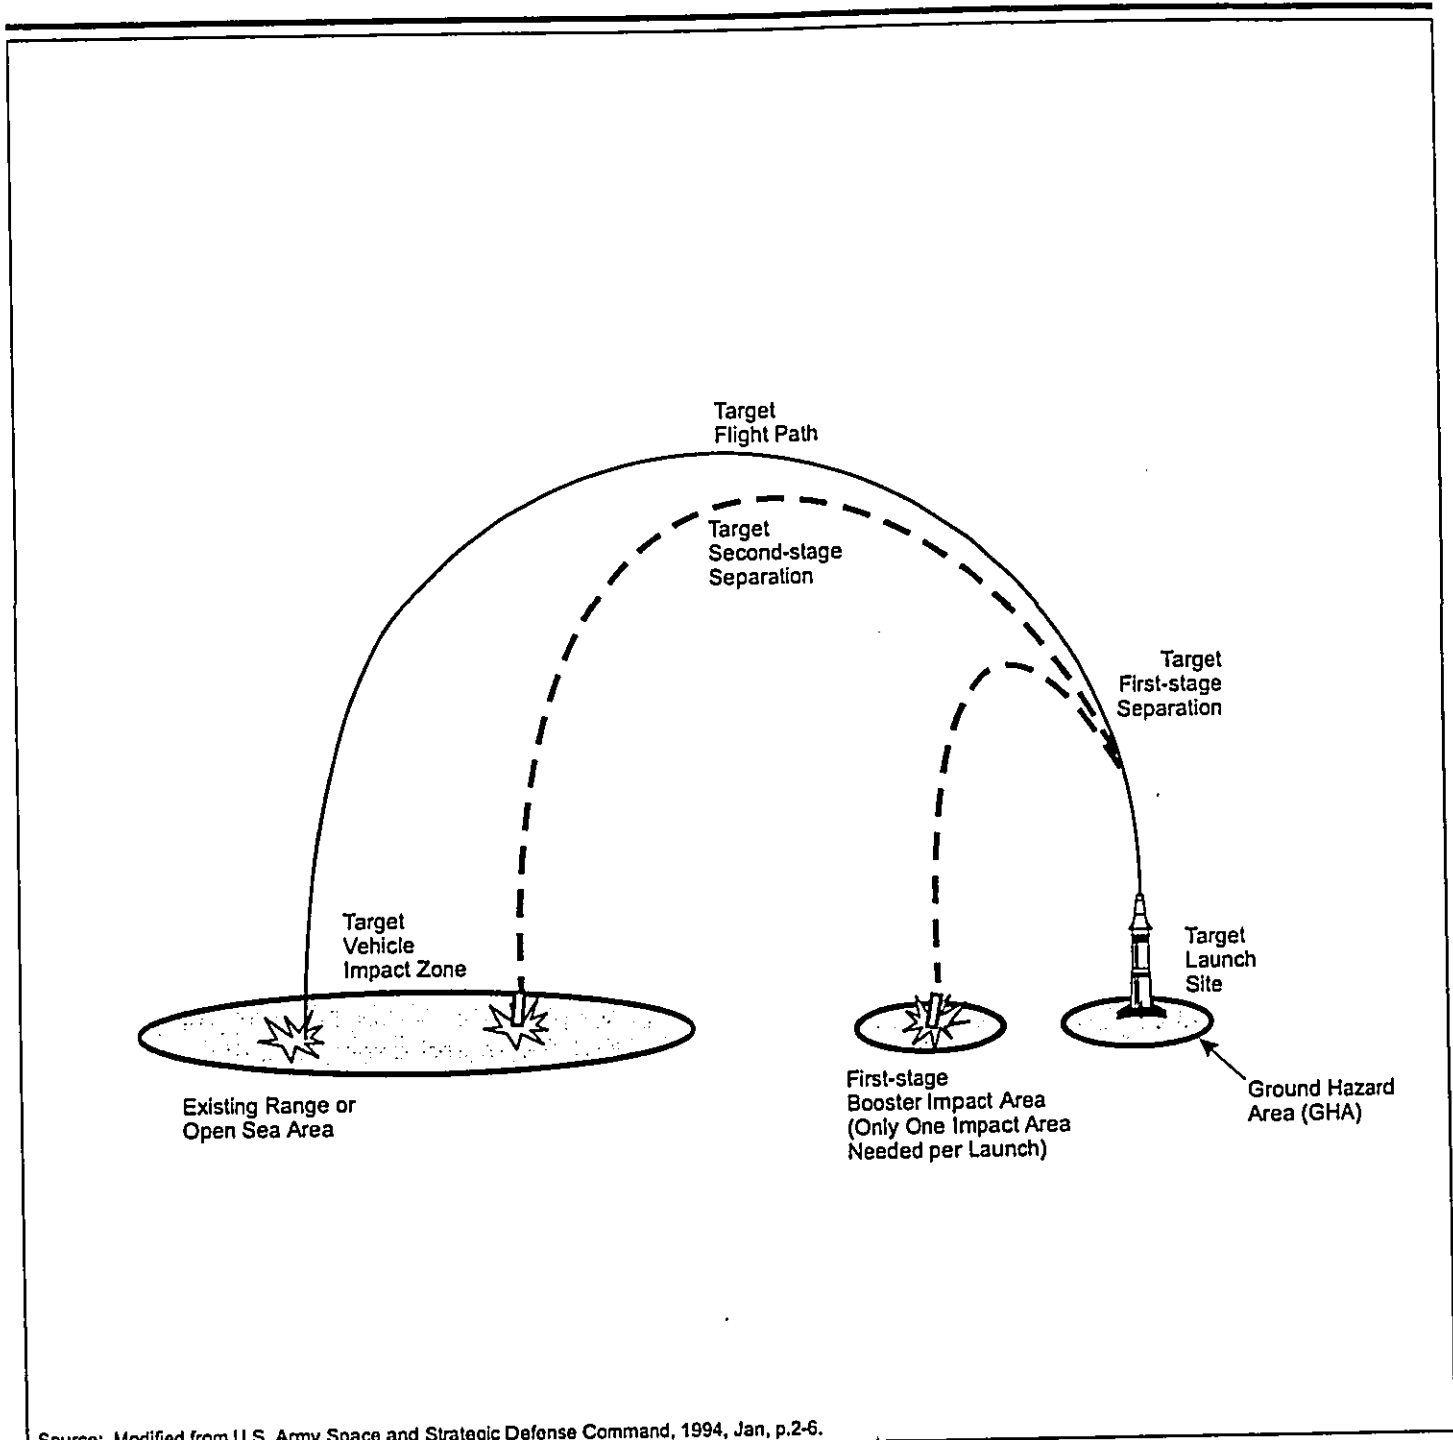 Target
Flight Path
Target
Second-stage
Separation
Target
First-stage
Separation
Target
Vehicle
Impact Zone
Target
Launch
Site
Existing Range or
Open Sea Area
First-stage
Booster Impact Area
(Only One Impact Area
Needed per Launch)
Ground Hazard
Area (GHA)
Source: Modified from U.S. Army Space and Strategic Defense Command, 1994, Jan, p.2-6.